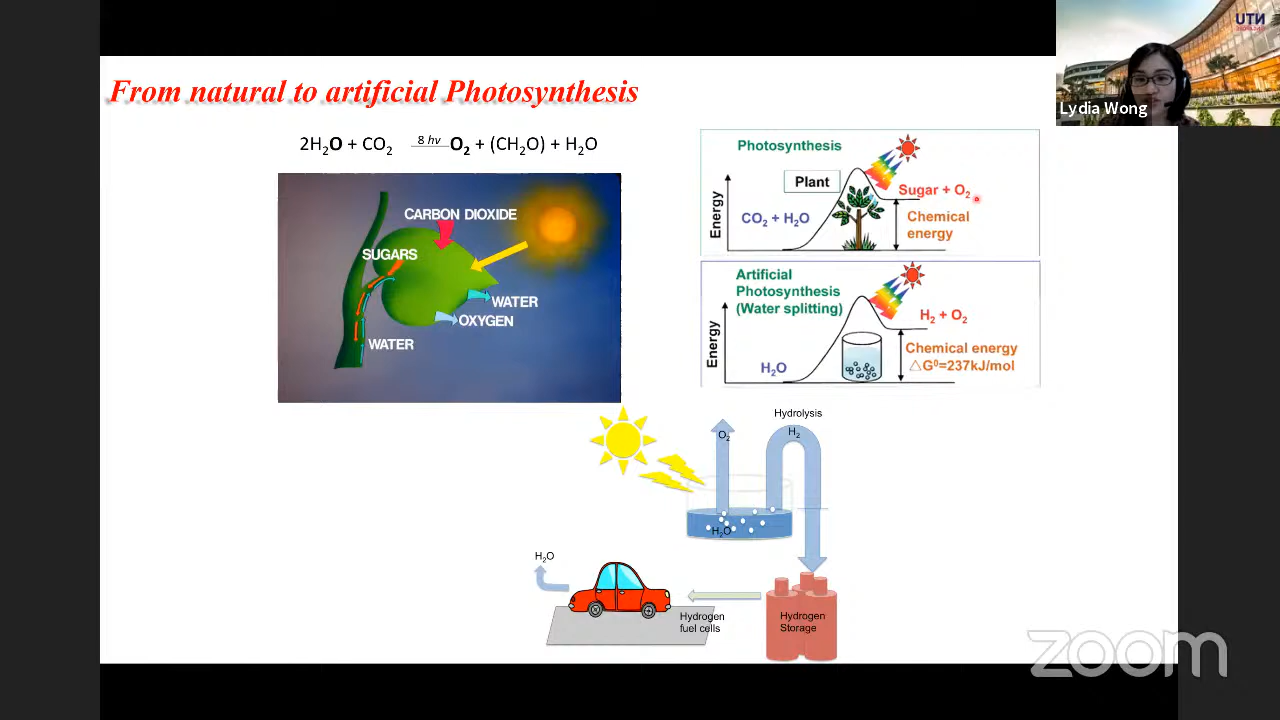 From natural to artificial Photosynthesis
2H₂O + CO₂ 8 hν O₂ + (CH₂O) + H₂O
CARBON DIOXIDE
SUGARS
WATER
OXYGEN
WATER
Photosynthesis
Plant
Energy
CO₂ + H₂O
Sugar + O₂
Chemical
energy
Artificial
Photosynthesis
(Water splitting)
Energy
H₂O
H₂ + O₂
Chemical energy
△G⁰=237kJ/mol
Hydrolysis
O₂
H₂
H₂O
H₂O
Hydrogen
fuel cells
Hydrogen
Storage
NTU
Lydia Wong
zoom